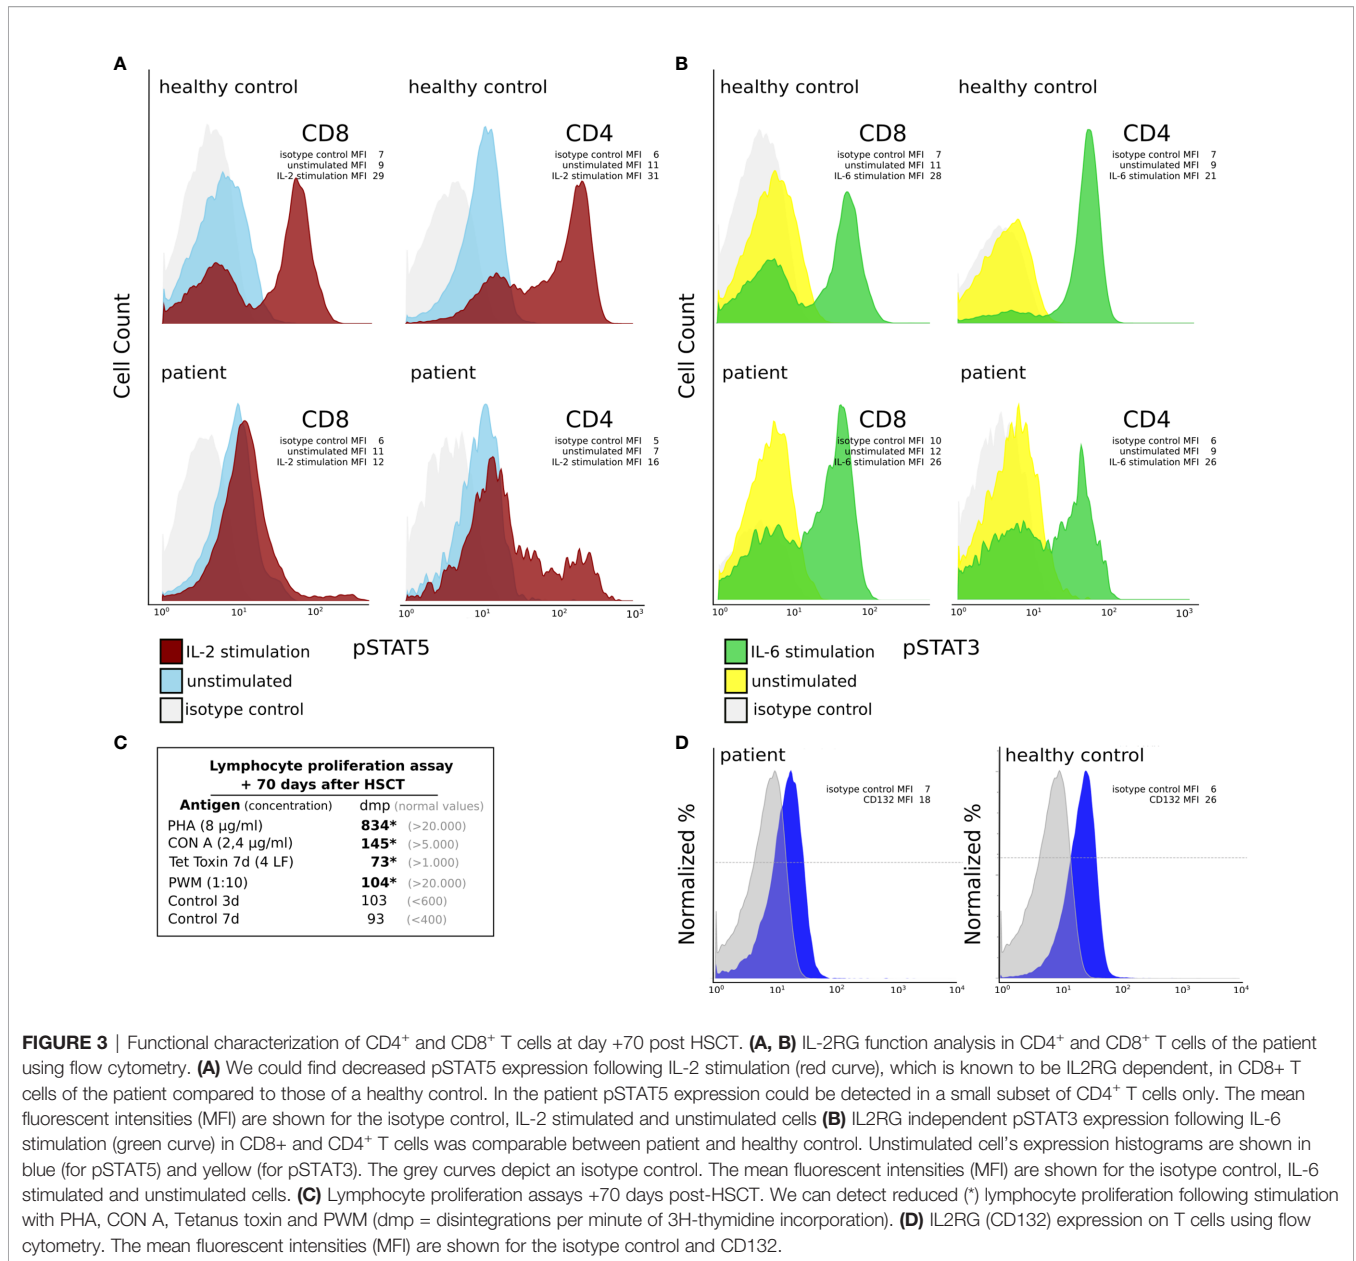 A
healthy control
healthy control
CD8
isotype control MFI 7
unstimulated MFI 9
IL-2 stimulation MFI 29
CD4
isotype control MFI 6
unstimulated MFI 11
IL-2 stimulation MFI 31
Cell Count
patient
patient
CD8
isotype control MFI 6
unstimulated MFI 11
IL-2 stimulation MFI 12
CD4
isotype control MFI 5
unstimulated MFI 7
IL-2 stimulation MFI 16
10⁰ 10¹ 10²
10⁰ 10¹ 10² 10³
IL-2 stimulation
unstimulated
isotype control
pSTAT5
B
healthy control
healthy control
CD8
isotype control MFI 7
unstimulated MFI 11
IL-6 stimulation MFI 28
CD4
isotype control MFI 7
unstimulated MFI 9
IL-6 stimulation MFI 21
Cell Count
patient
patient
CD8
isotype control MFI 10
unstimulated MFI 12
IL-6 stimulation MFI 26
CD4
isotype control MFI 6
unstimulated MFI 9
IL-6 stimulation MFI 26
10⁰ 10¹ 10²
10⁰ 10¹ 10² 10³
IL-6 stimulation
unstimulated
isotype control
pSTAT3
C
Lymphocyte proliferation assay
+ 70 days after HSCT
Antigen (concentration) dmp (normal values)
PHA (8 µg/ml) 834* (>20.000)
CON A (2,4 µg/ml) 145* (>5.000)
Tet Toxin 7d (4 LF) 73* (>1.000)
PWM (1:10) 104* (>20.000)
Control 3d 103 (<600)
Control 7d 93 (<400)
D
patient
isotype control MFI 7
CD132 MFI 18
Normalized %
10⁰ 10¹ 10² 10³ 10⁴
healthy control
isotype control MFI 6
CD132 MFI 26
Normalized %
10⁰ 10¹ 10² 10³ 10⁴
FIGURE 3 | Functional characterization of CD4⁺ and CD8⁺ T cells at day +70 post HSCT. (A, B) IL-2RG function analysis in CD4⁺ and CD8⁺ T cells of the patient
using flow cytometry. (A) We could find decreased pSTAT5 expression following IL-2 stimulation (red curve), which is known to be IL2RG dependent, in CD8+ T
cells of the patient compared to those of a healthy control. In the patient pSTAT5 expression could be detected in a small subset of CD4⁺ T cells only. The mean
fluorescent intensities (MFI) are shown for the isotype control, IL-2 stimulated and unstimulated cells (B) IL2RG independent pSTAT3 expression following IL-6
stimulation (green curve) in CD8+ and CD4⁺ T cells was comparable between patient and healthy control. Unstimulated cell's expression histograms are shown in
blue (for pSTAT5) and yellow (for pSTAT3). The grey curves depict an isotype control. The mean fluorescent intensities (MFI) are shown for the isotype control, IL-6
stimulated and unstimulated cells. (C) Lymphocyte proliferation assays +70 days post-HSCT. We can detect reduced (*) lymphocyte proliferation following stimulation
with PHA, CON A, Tetanus toxin and PWM (dmp = disintegrations per minute of 3H-thymidine incorporation). (D) IL2RG (CD132) expression on T cells using flow
cytometry. The mean fluorescent intensities (MFI) are shown for the isotype control and CD132.